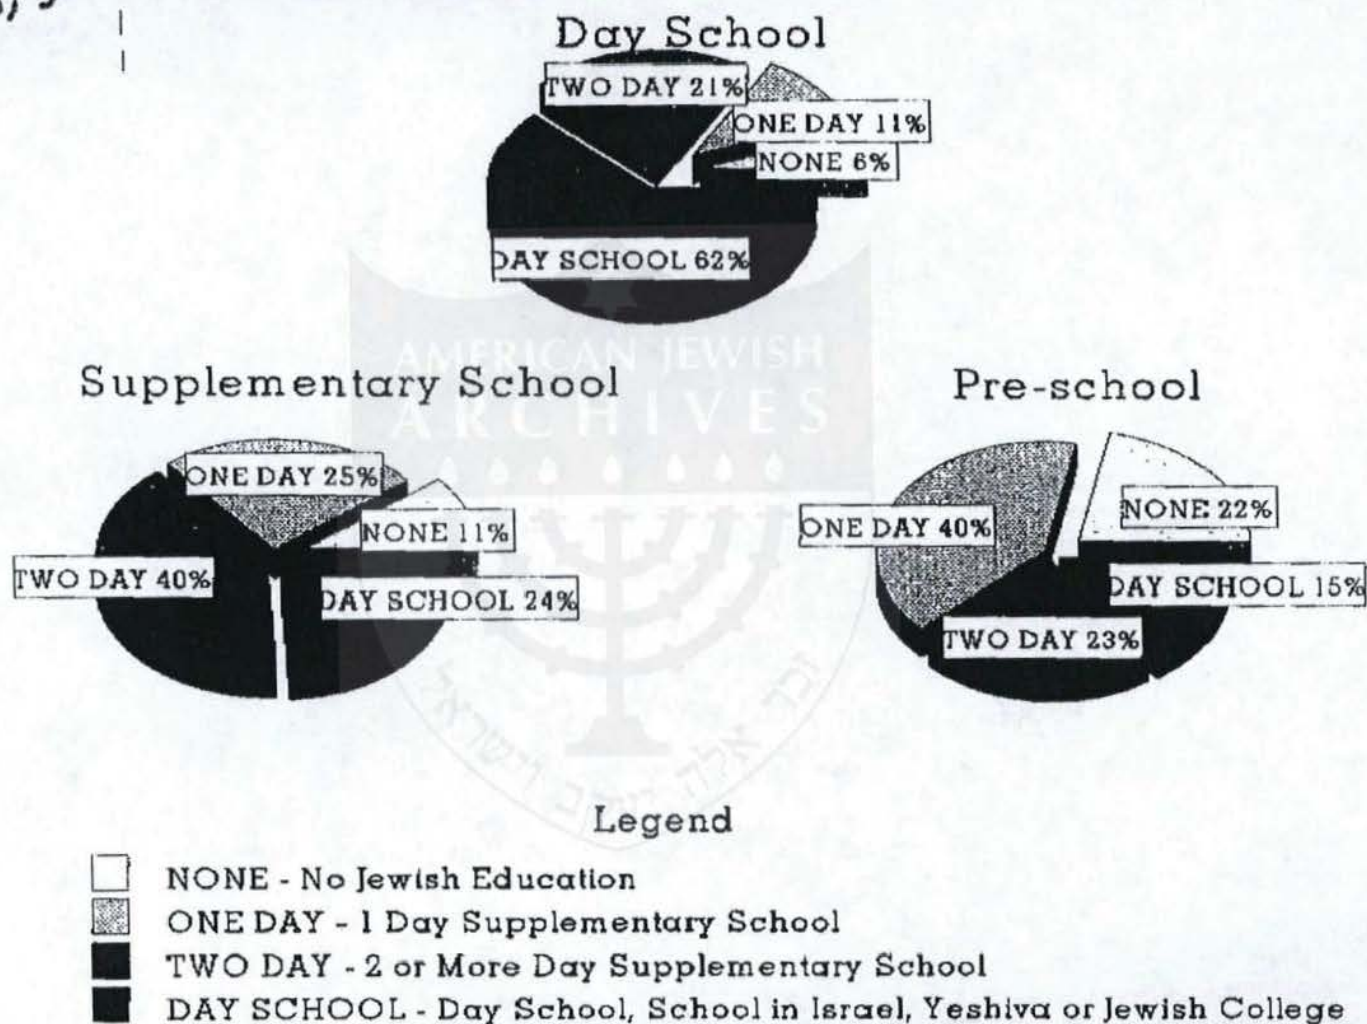 Day School
TWO DAY 21%
ONE DAY 11%
NONE 6%
DAY SCHOOL 62%
AMERICAN JEWISH
ARCHIVES
Supplementary School
ONE DAY 25%
NONE 11%
TWO DAY 40%
DAY SCHOOL 24%
Pre-school
NONE 22%
ONE DAY 40%
DAY SCHOOL 15%
TWO DAY 23%
Legend
NONE - No Jewish Education
ONE DAY - 1 Day Supplementary School
TWO DAY - 2 or More Day Supplementary School
DAY SCHOOL - Day School, School in Israel, Yeshiva or Jewish College